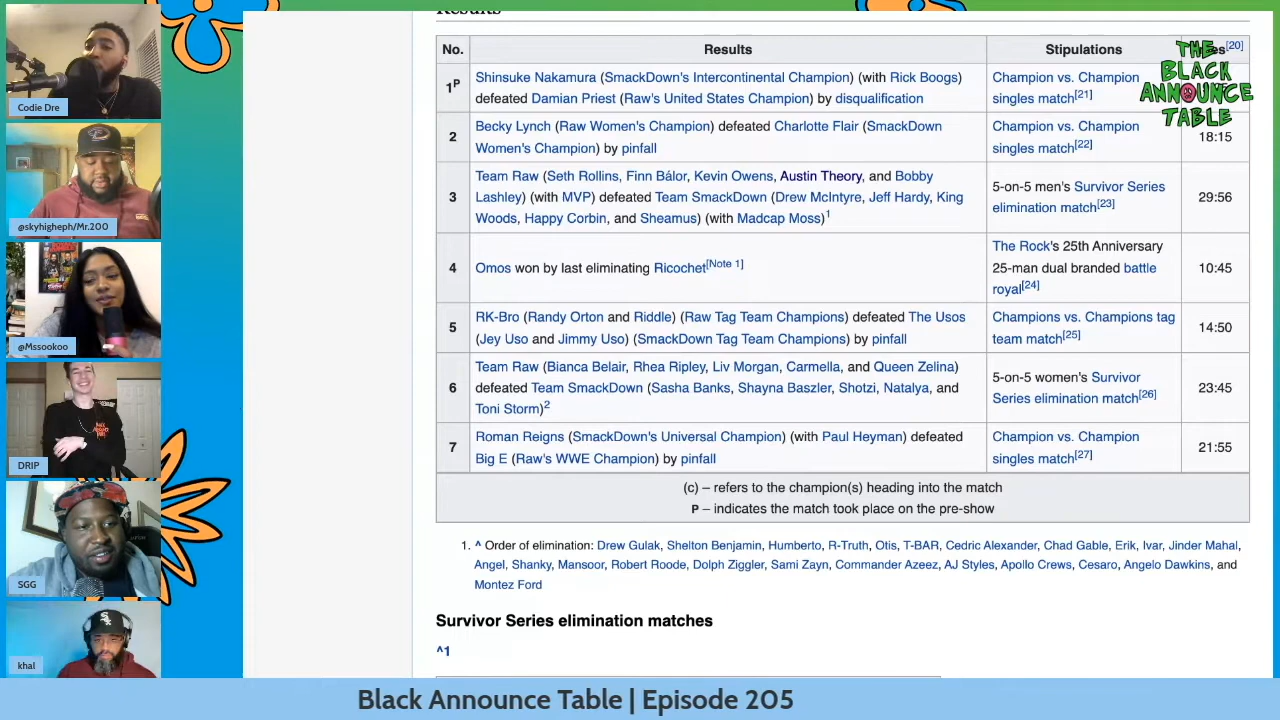 Results
No. Results Stipulations Times[20]
1P Shinsuke Nakamura (SmackDown's Intercontinental Champion) (with Rick Boogs)
defeated Damian Priest (Raw's United States Champion) by disqualification
Champion vs. Champion
singles match[21]
THE
BLACK
ANNOUNCE
TABLE
2 Becky Lynch (Raw Women's Champion) defeated Charlotte Flair (SmackDown
Women's Champion) by pinfall
Champion vs. Champion
singles match[22]
18:15
3 Team Raw (Seth Rollins, Finn Bálor, Kevin Owens, Austin Theory, and Bobby
Lashley) (with MVP) defeated Team SmackDown (Drew McIntyre, Jeff Hardy, King
Woods, Happy Corbin, and Sheamus) (with Madcap Moss)1
5-on-5 men's Survivor Series
elimination match[23]
29:56
4 Omos won by last eliminating Ricochet[Note 1]
The Rock's 25th Anniversary
25-man dual branded battle
royal[24]
10:45
5 RK-Bro (Randy Orton and Riddle) (Raw Tag Team Champions) defeated The Usos
(Jey Uso and Jimmy Uso) (SmackDown Tag Team Champions) by pinfall
Champions vs. Champions tag
team match[25]
14:50
6 Team Raw (Bianca Belair, Rhea Ripley, Liv Morgan, Carmella, and Queen Zelina)
defeated Team SmackDown (Sasha Banks, Shayna Baszler, Shotzi, Natalya, and
Toni Storm)2
5-on-5 women's Survivor
Series elimination match[26]
23:45
7 Roman Reigns (SmackDown's Universal Champion) (with Paul Heyman) defeated
Big E (Raw's WWE Champion) by pinfall
Champion vs. Champion
singles match[27]
21:55
(c) – refers to the champion(s) heading into the match
P – indicates the match took place on the pre-show
1. ^ Order of elimination: Drew Gulak, Shelton Benjamin, Humberto, R-Truth, Otis, T-BAR, Cedric Alexander, Chad Gable, Erik, Ivar, Jinder Mahal,
Angel, Shanky, Mansoor, Robert Roode, Dolph Ziggler, Sami Zayn, Commander Azeez, AJ Styles, Apollo Crews, Cesaro, Angelo Dawkins, and
Montez Ford
Survivor Series elimination matches
^1
Codie Dre
@skyhigheph/Mr.200
@Mssookoo
DRIP
SGG
khal
Black Announce Table | Episode 205